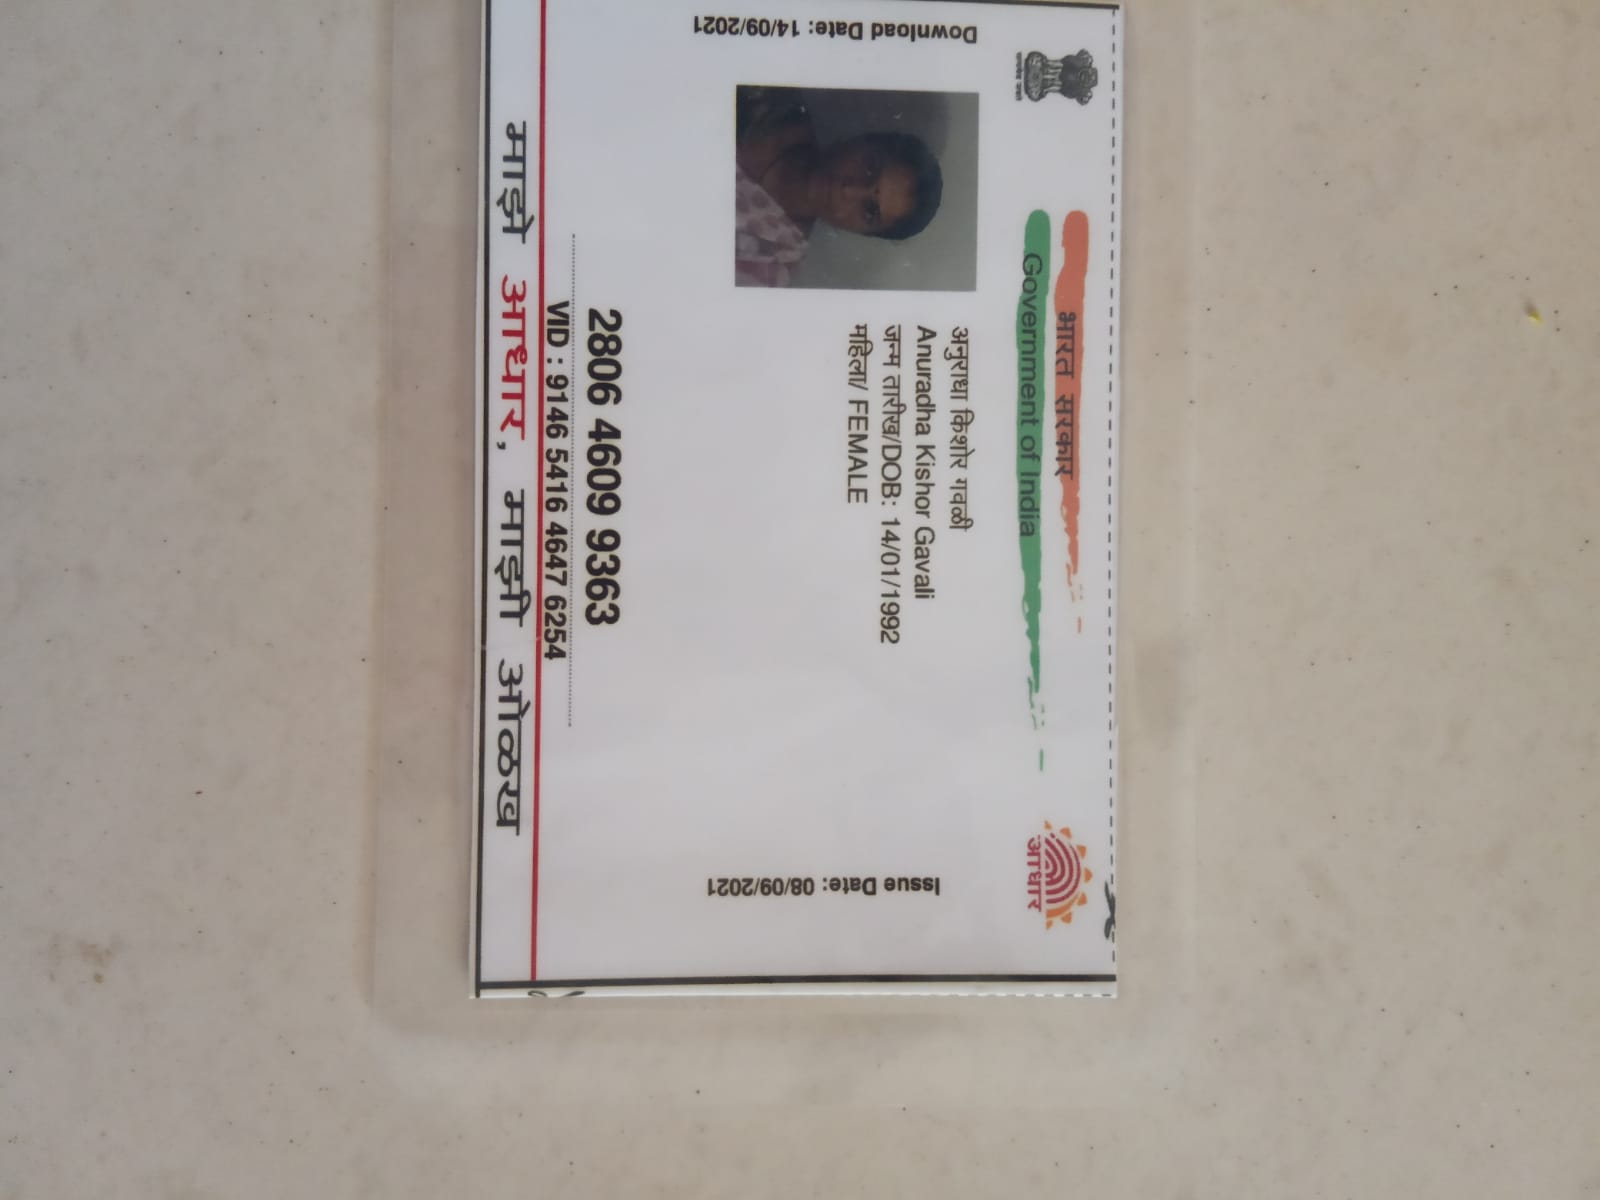 भारत सरकार
Government of India
Download Date: 14/09/2021
अनुराधा किशोर गवळी
Anuradha Kishor Gavali
जन्म तारीख/DOB: 14/01/1992
महिला/ FEMALE
Issue Date: 08/09/2021
आधार
2806 4609 9363
VID : 9146 5416 4647 6254
माझे आधार, माझी ओळख